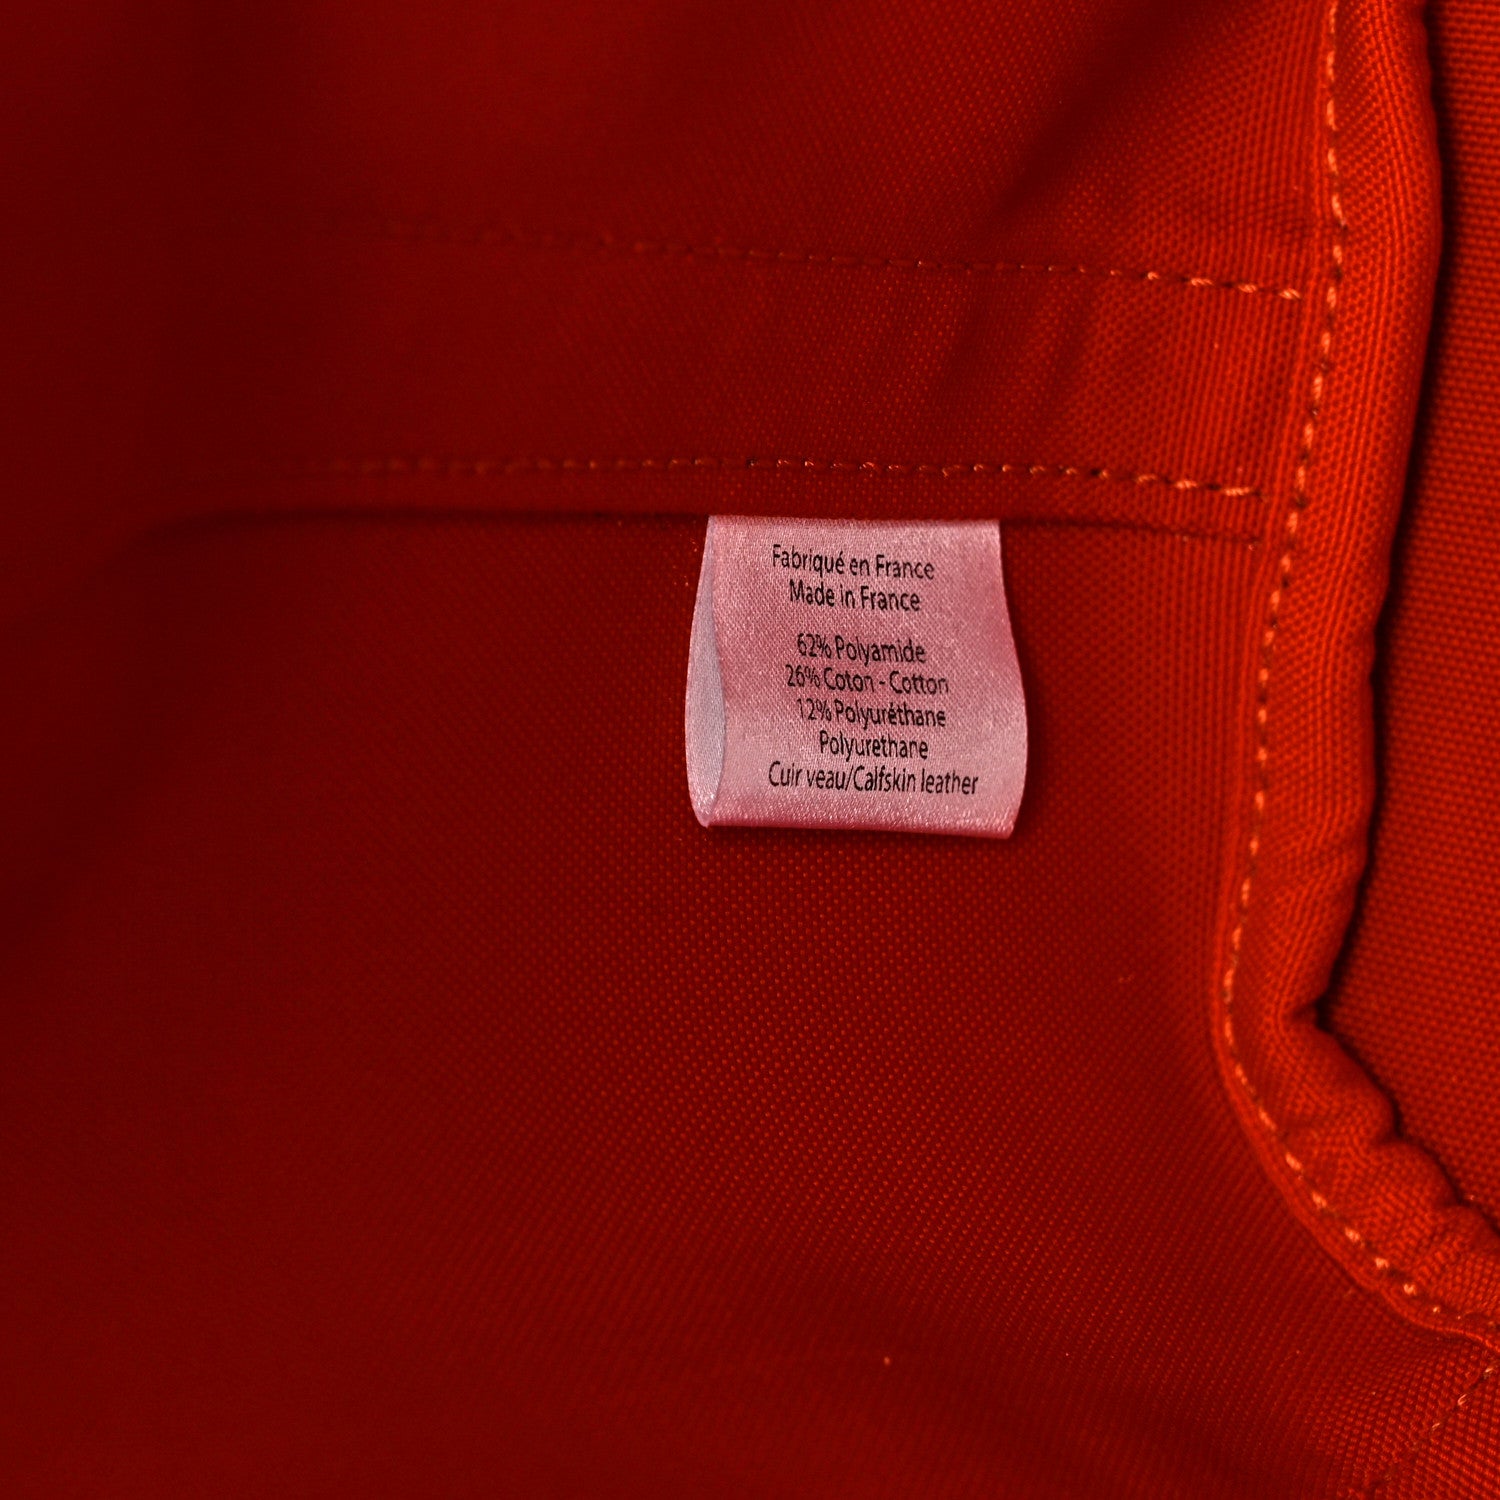 Fabriqué en France
Made in France
62% Polyamide
26% Coton - Cotton
12% Polyuréthane
Polyurethane
Cuir veau/Calfskin leather